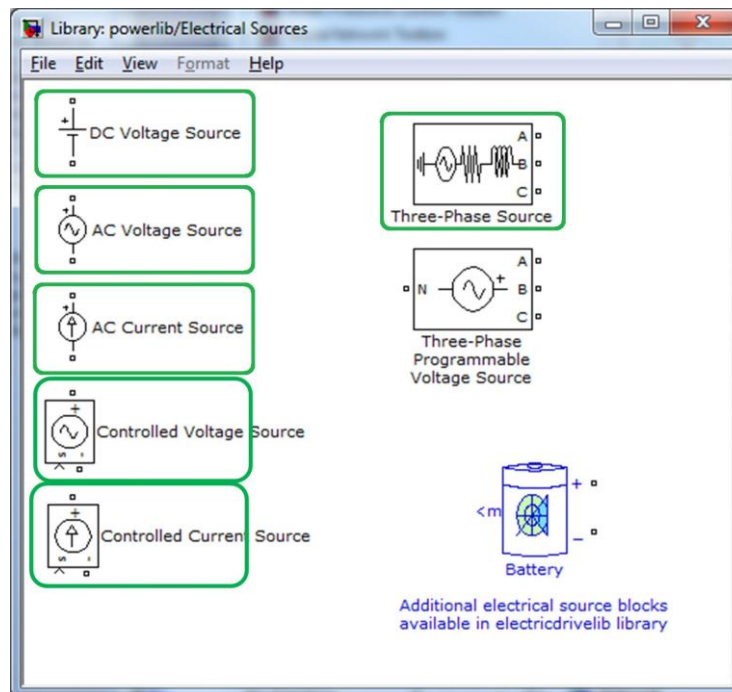 Library: powerlib/Electrical Sources
File Edit View Format Help
+
DC Voltage Source
+
AC Voltage Source
+
AC Current Source
+
Controlled Voltage Source
s -
+
Controlled Current Source
s -
A
B
C
Three-Phase Source
A
N + B
C
Three-Phase
Programmable
Voltage Source
+
<m
_
Battery
Additional electrical source blocks
available in electricdrivelib library